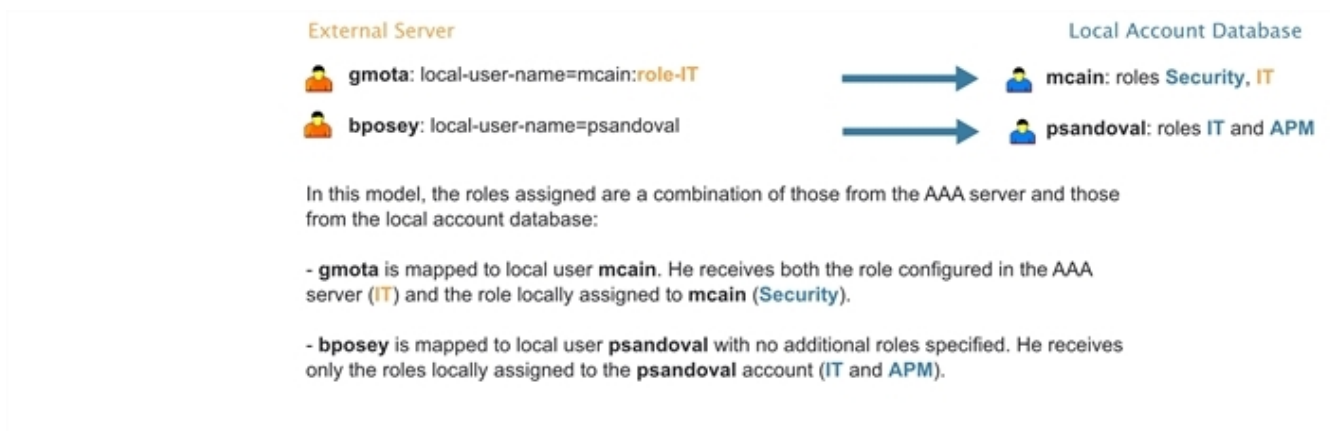 External Server
Local Account Database
gmota: local-user-name=mcain:role-IT
mcain: roles Security, IT
bposey: local-user-name=psandoval
psandoval: roles IT and APM
In this model, the roles assigned are a combination of those from the AAA server and those
from the local account database:
- gmota is mapped to local user mcain. He receives both the role configured in the AAA
server (IT) and the role locally assigned to mcain (Security).
- bposey is mapped to local user psandoval with no additional roles specified. He receives
only the roles locally assigned to the psandoval account (IT and APM).